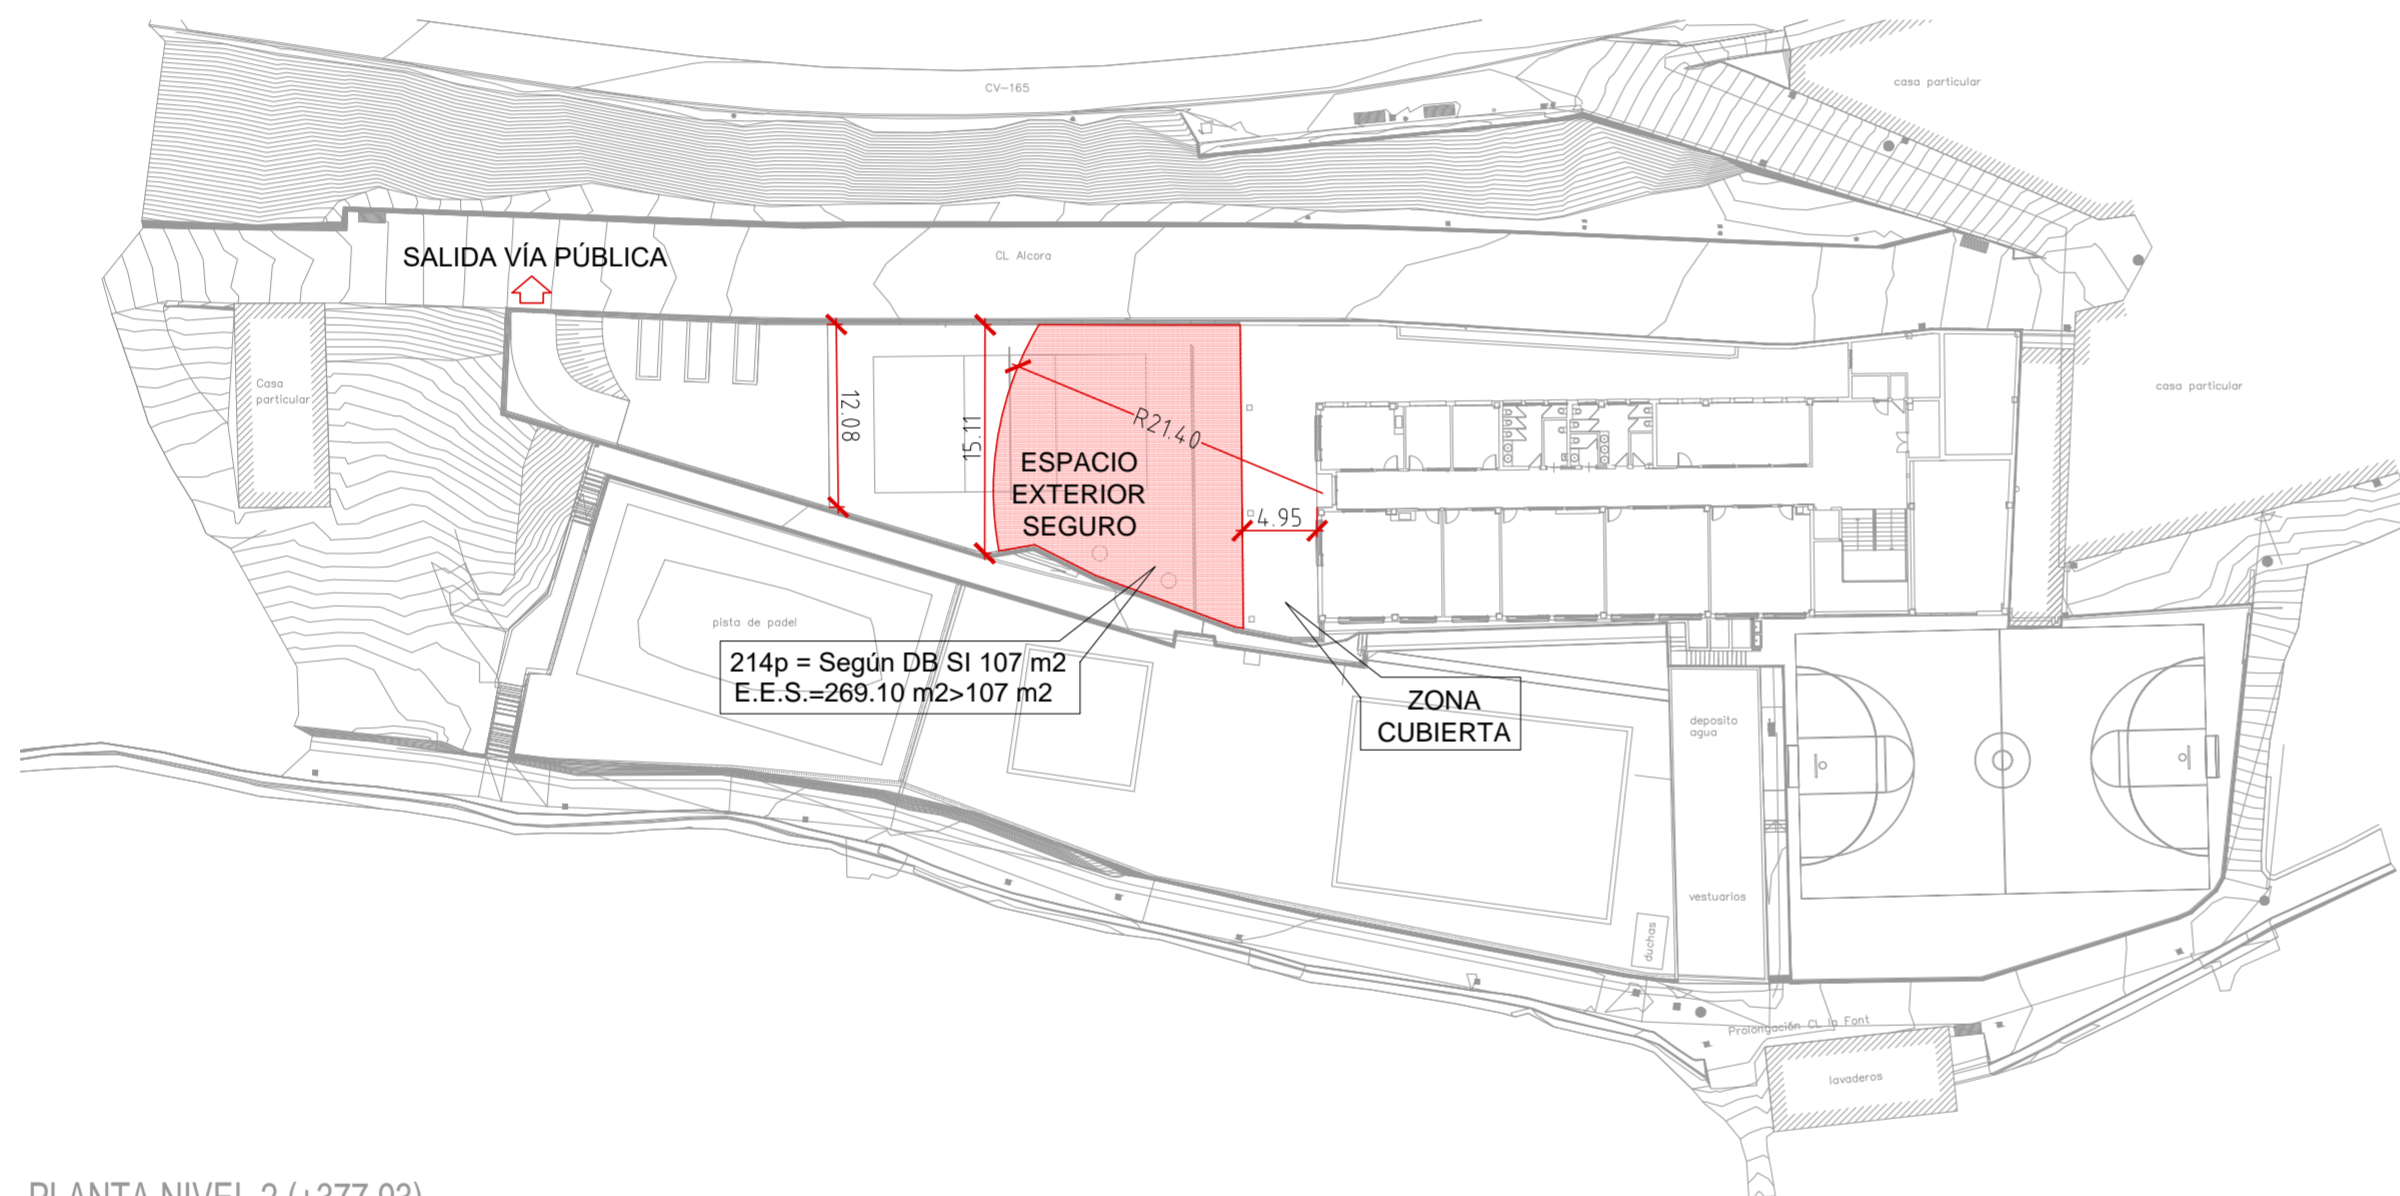 CV-165
casa particular
SALIDA VÍA PÚBLICA
CL Alcora
Casa
particular
casa particular
12.08
15.11
R21.40
ESPACIO
EXTERIOR
SEGURO
4.95
pista de padel
214p = Según DB SI 107 m2
E.E.S.=269.10 m2>107 m2
ZONA
CUBIERTA
deposito
agua
vestuarios
duchas
Prolongación CL la Font
lavaderos
PLANTA NIVEL 2 (+377.03)